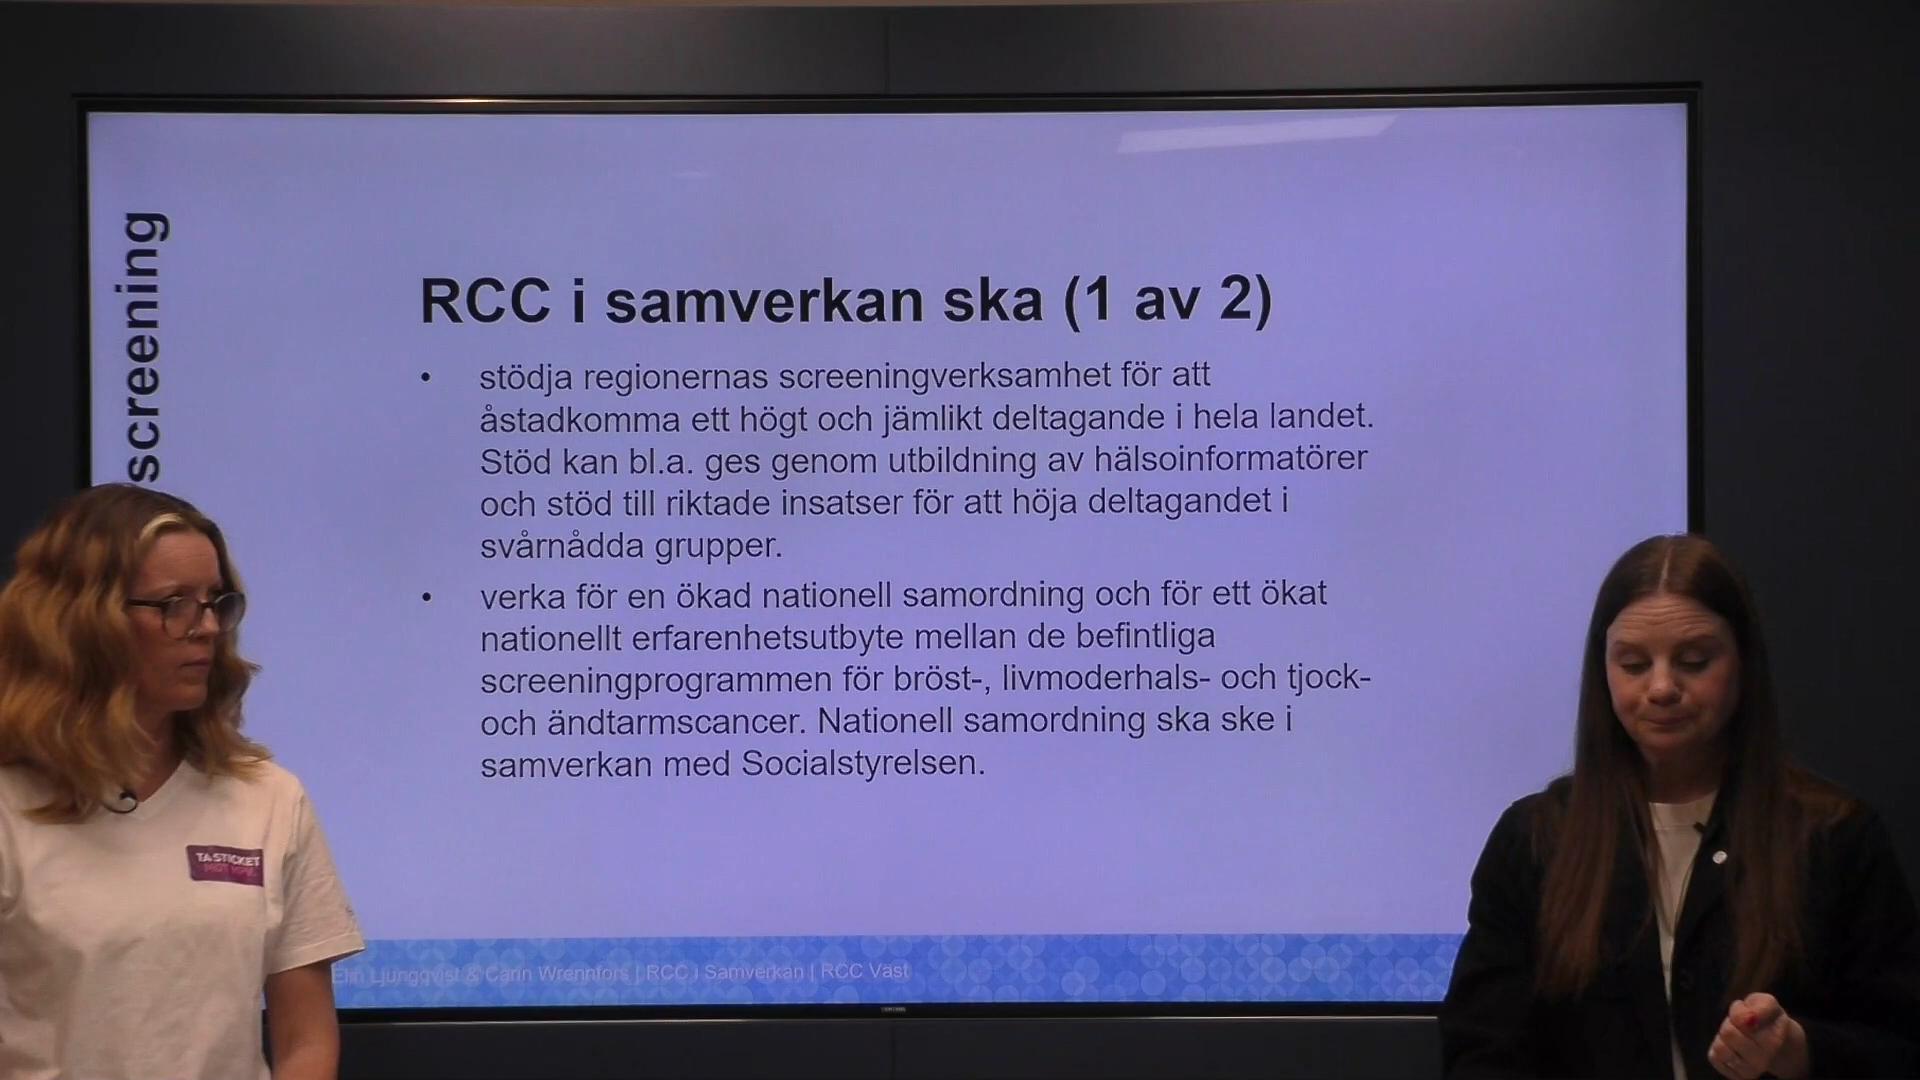 screening
RCC i samverkan ska (1 av 2)
• stödja regionernas screeningverksamhet för att
åstadkomma ett högt och jämlikt deltagande i hela landet.
Stöd kan bl.a. ges genom utbildning av hälsoinformatörer
och stöd till riktade insatser för att höja deltagandet i
svårnådda grupper.
• verka för en ökad nationell samordning och för ett ökat
nationellt erfarenhetsutbyte mellan de befintliga
screeningprogrammen för bröst-, livmoderhals- och tjock-
och ändtarmscancer. Nationell samordning ska ske i
samverkan med Socialstyrelsen.
TA STICKET
MOT HPV.
Elin Ljungqvist & Carin Wrennfors | RCC i Samverkan | RCC Väst